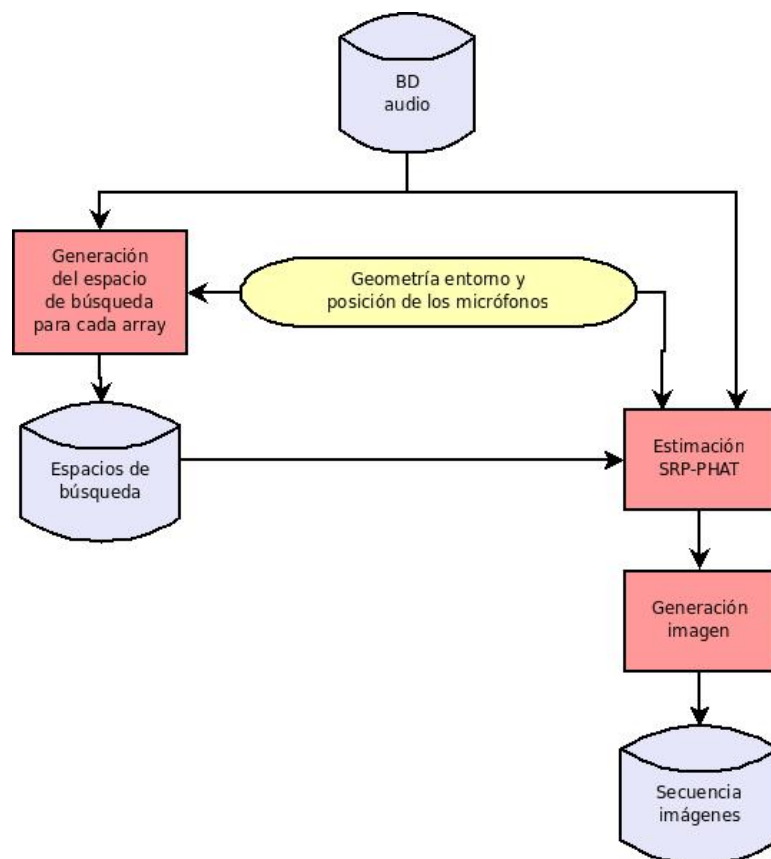 BD
audio
Generación
del espacio
de búsqueda
para cada array
Geometría entorno y
posición de los micrófonos
Espacios de
búsqueda
Estimación
SRP-PHAT
Generación
imagen
Secuencia
imágenes